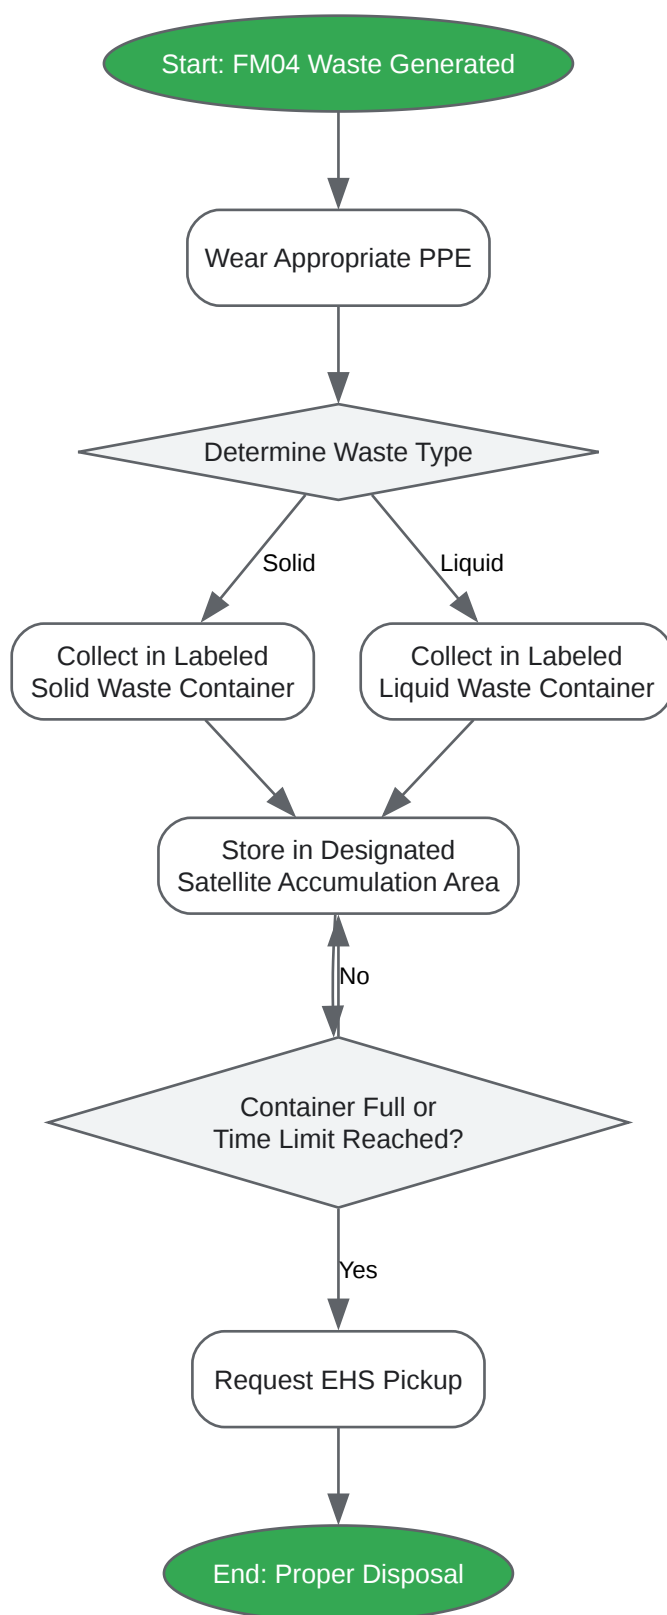 Start: FM04 Waste Generated
Wear Appropriate PPE
Determine Waste Type
Solid
Liquid
Collect in Labeled
Solid Waste Container
Collect in Labeled
Liquid Waste Container
Store in Designated
Satellite Accumulation Area
No
Container Full or
Time Limit Reached?
Yes
Request EHS Pickup
End: Proper Disposal